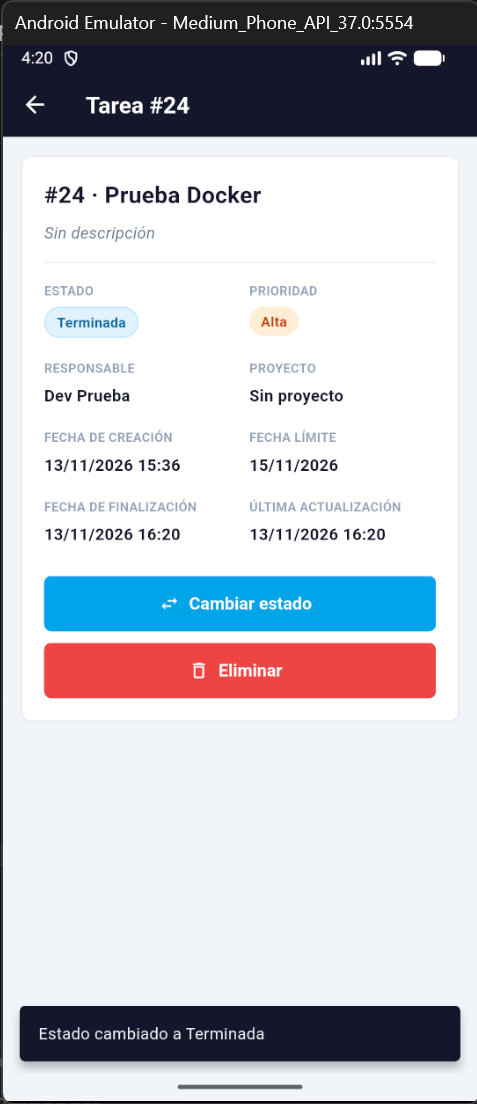 Android Emulator - Medium_Phone_API_37.0:5554
4:20
Tarea #24
#24 · Prueba Docker
Sin descripción
ESTADO PRIORIDAD
Terminada Alta
RESPONSABLE PROYECTO
Dev Prueba Sin proyecto
FECHA DE CREACIÓN FECHA LÍMITE
13/11/2026 15:36 15/11/2026
FECHA DE FINALIZACIÓN ÚLTIMA ACTUALIZACIÓN
13/11/2026 16:20 13/11/2026 16:20
Cambiar estado
Eliminar
Estado cambiado a Terminada